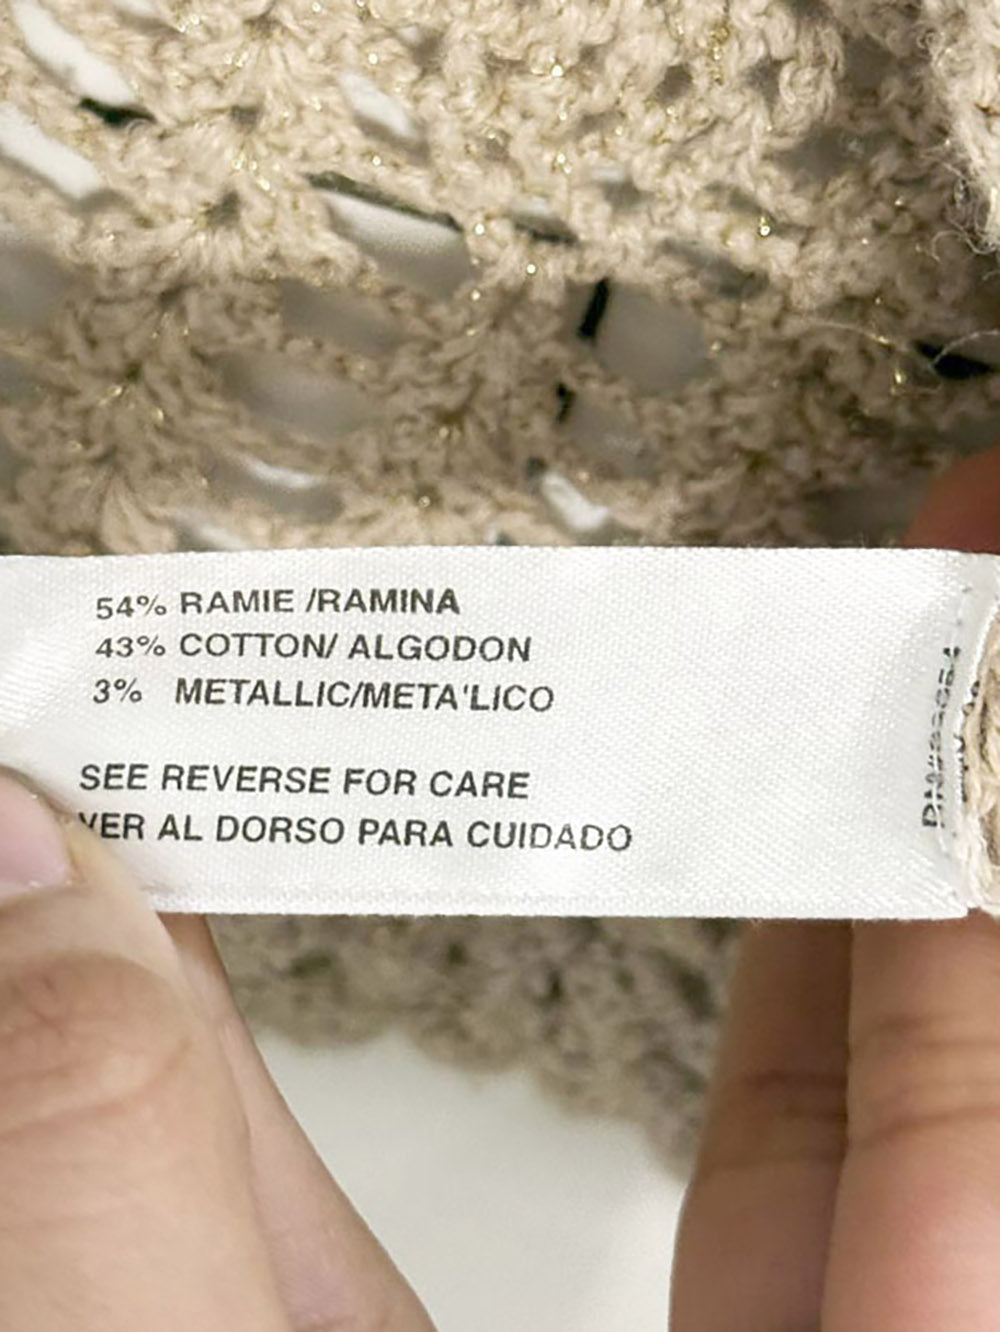 54% RAMIE /RAMINA
43% COTTON/ ALGODON
3% METALLIC/META'LICO
SEE REVERSE FOR CARE
VER AL DORSO PARA CUIDADO